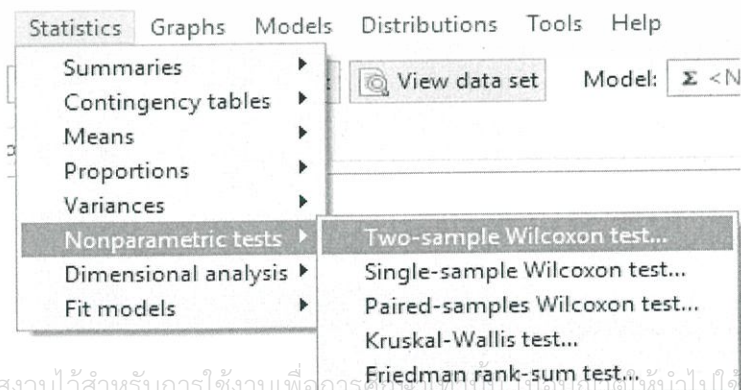 Statistics Graphs Models Distributions Tools Help
Summaries
Contingency tables
Means
Proportions
Variances
Nonparametric tests
Dimensional analysis
Fit models
View data set Model: Σ <N
Two-sample Wilcoxon test...
Single-sample Wilcoxon test...
Paired-samples Wilcoxon test...
Kruskal-Wallis test...
Friedman rank-sum test...